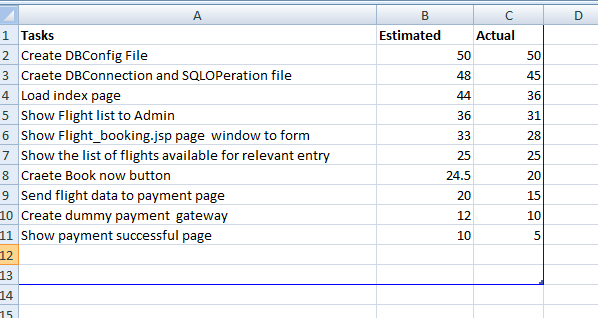 A B C D
1 Tasks Estimated Actual
2 Create DBConfig File 50 50
3 Craete DBConnection and SQLOPeration file 48 45
4 Load index page 44 36
5 Show Flight list to Admin 36 31
6 Show Flight_booking.jsp page  window to form 33 28
7 Show the list of flights available for relevant entry 25 25
8 Craete Book now button 24.5 20
9 Send flight data to payment page 20 15
10 Create dummy payment  gateway 12 10
11 Show payment successful page 10 5
12
13
14
15